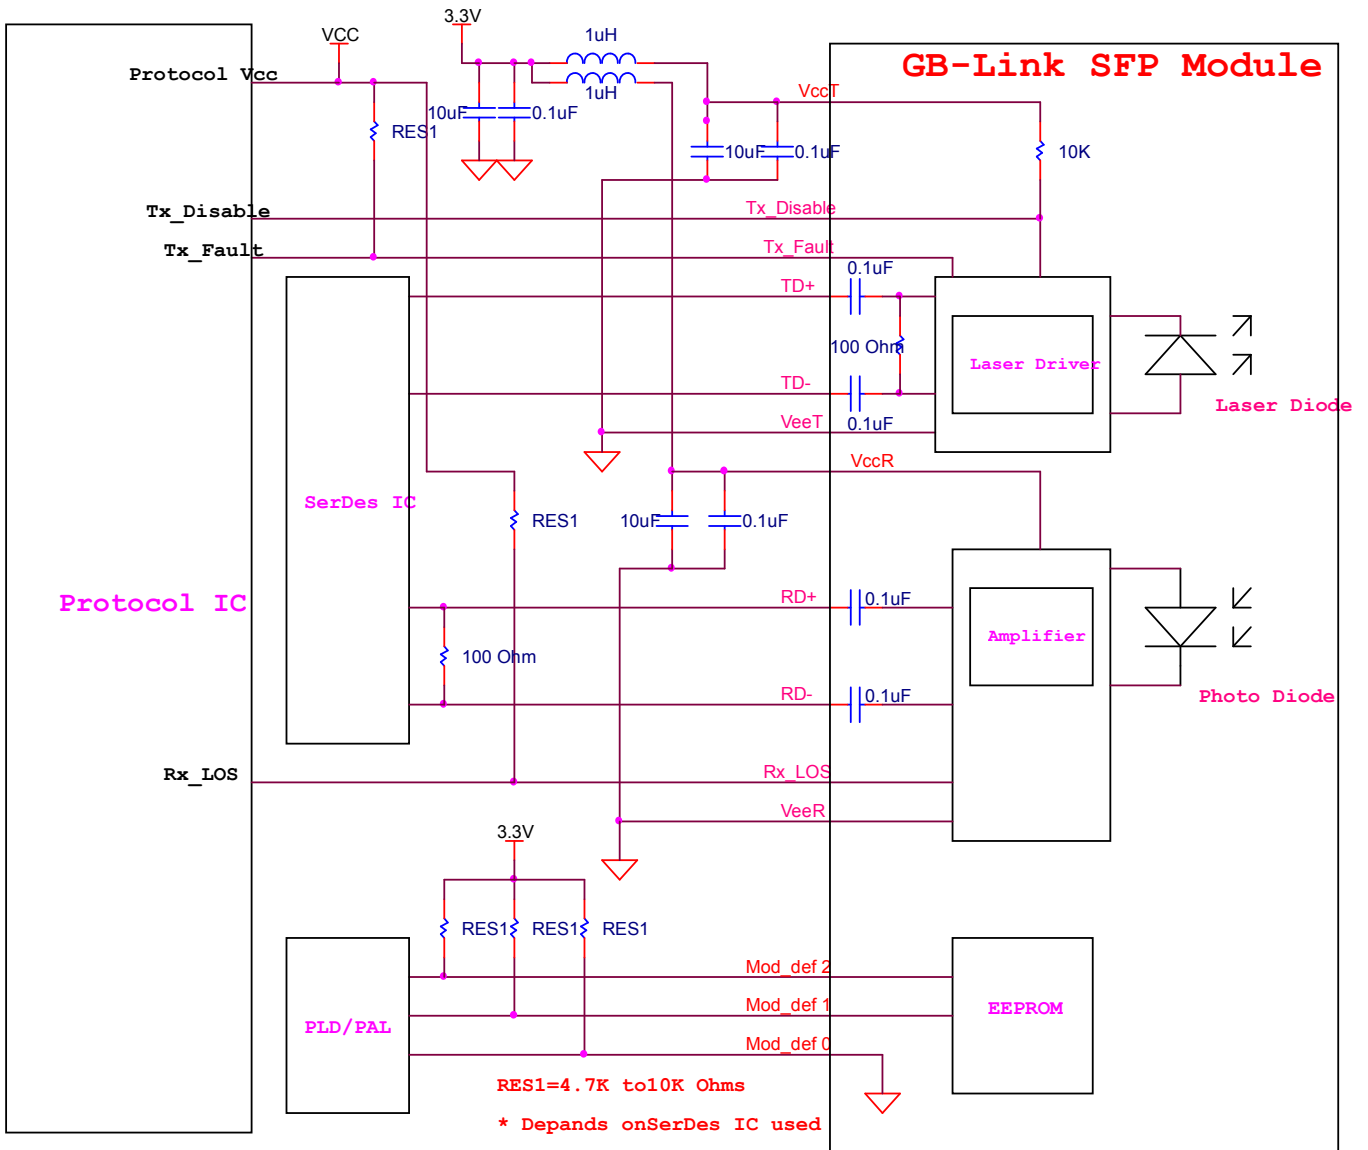 3.3V
VCC
1uH
GB-Link SFP Module
Protocol Vcc
1uH
VccT
10uF
0.1uF
RES1
10uF
0.1uF
10K
Tx_Disable
Tx_Disable
Tx_Fault
Tx_Fault
0.1uF
TD+
100 Ohm
Laser Driver
TD-
Laser Diode
VeeT
0.1uF
VccR
SerDes IC
RES1
10uF
0.1uF
Protocol IC
RD+
0.1uF
Amplifier
100 Ohm
RD-
0.1uF
Photo Diode
Rx_LOS
Rx_LOS
VeeR
3.3V
RES1
RES1
RES1
Mod_def 2
Mod_def 1
EEPROM
PLD/PAL
Mod_def 0
RES1=4.7K to10K Ohms
* Depands onSerDes IC used